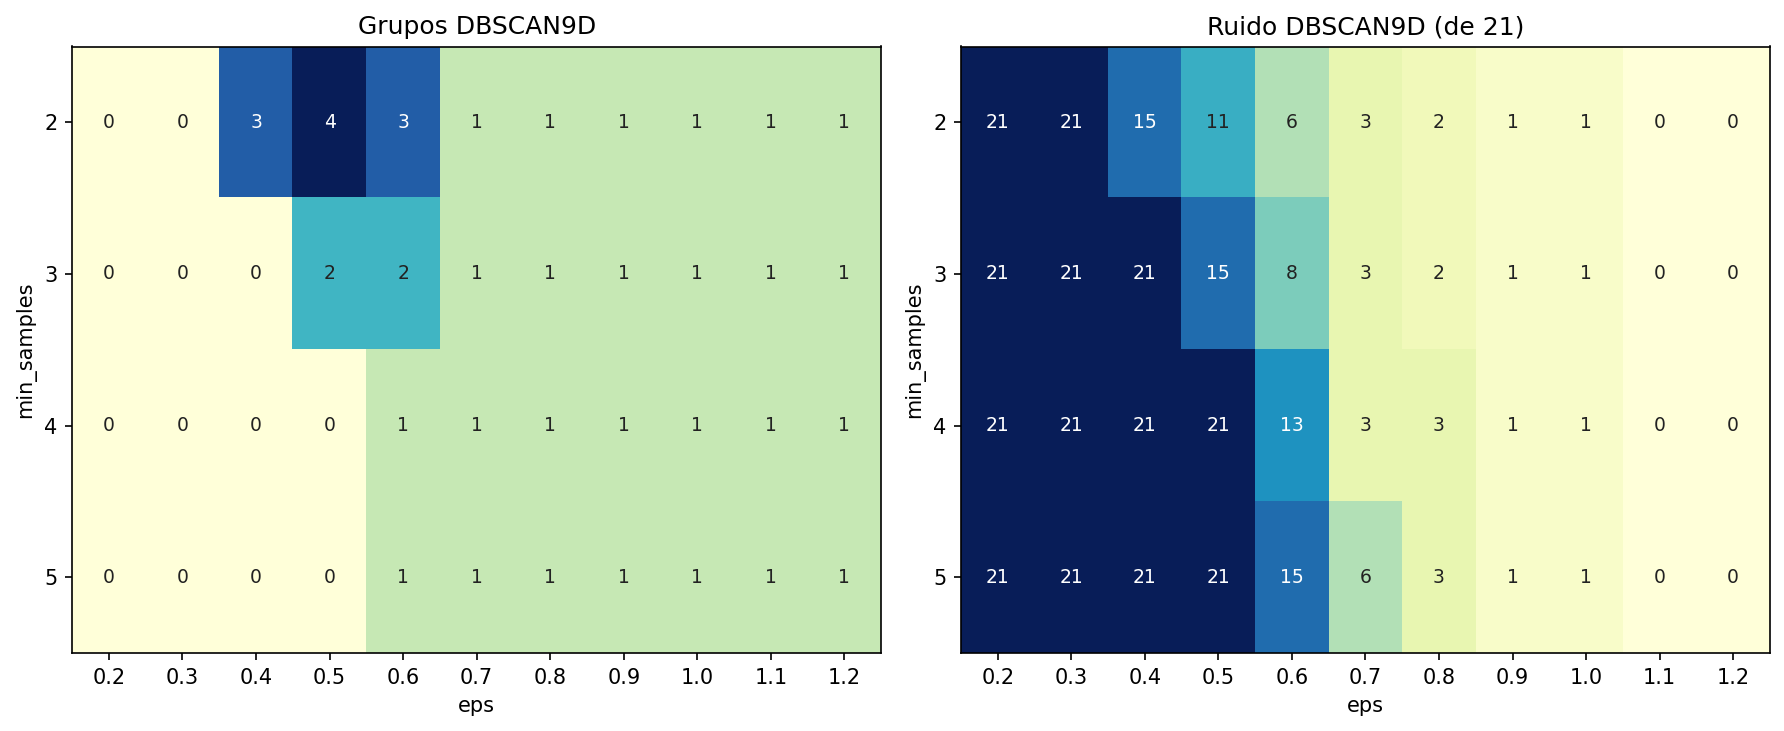 Grupos DBSCAN9D
2 0 0 3 4 3 1 1 1 1 1 1
3 0 0 0 2 2 1 1 1 1 1 1
4 0 0 0 0 1 1 1 1 1 1 1
5 0 0 0 0 1 1 1 1 1 1 1
min_samples
0.2 0.3 0.4 0.5 0.6 0.7 0.8 0.9 1.0 1.1 1.2
eps
Ruido DBSCAN9D (de 21)
2 21 21 15 11 6 3 2 1 1 0 0
3 21 21 21 15 8 3 2 1 1 0 0
4 21 21 21 21 13 3 3 1 1 0 0
5 21 21 21 21 15 6 3 1 1 0 0
min_samples
0.2 0.3 0.4 0.5 0.6 0.7 0.8 0.9 1.0 1.1 1.2
eps